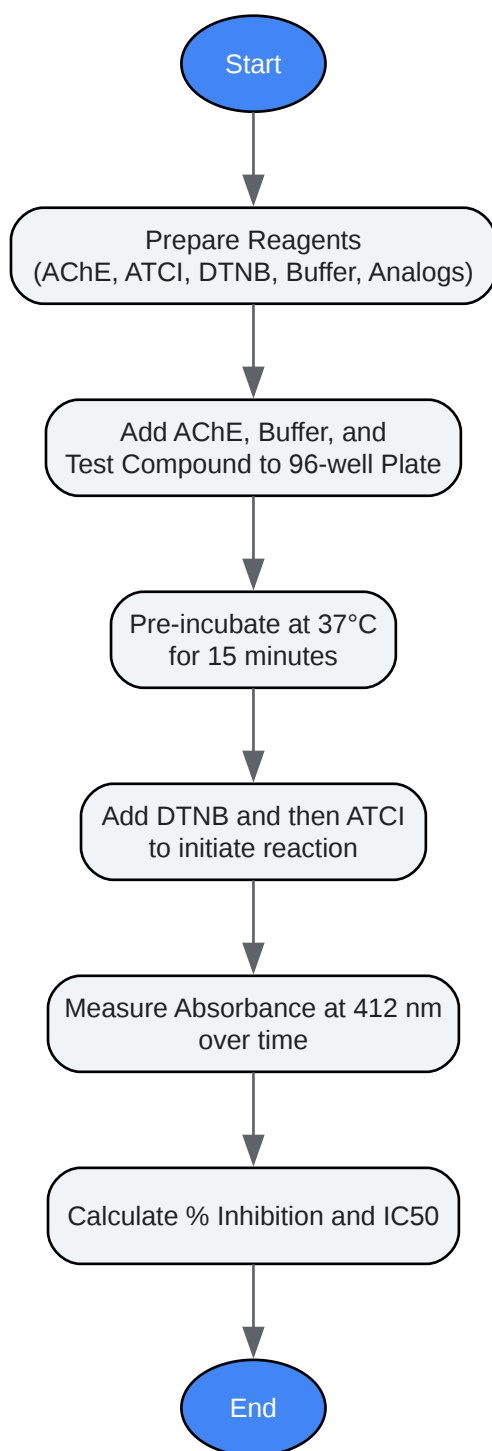 Start
Prepare Reagents
(AChE, ATCI, DTNB, Buffer, Analogs)
Add AChE, Buffer, and
Test Compound to 96-well Plate
Pre-incubate at 37°C
for 15 minutes
Add DTNB and then ATCI
to initiate reaction
Measure Absorbance at 412 nm
over time
Calculate % Inhibition and IC50
End